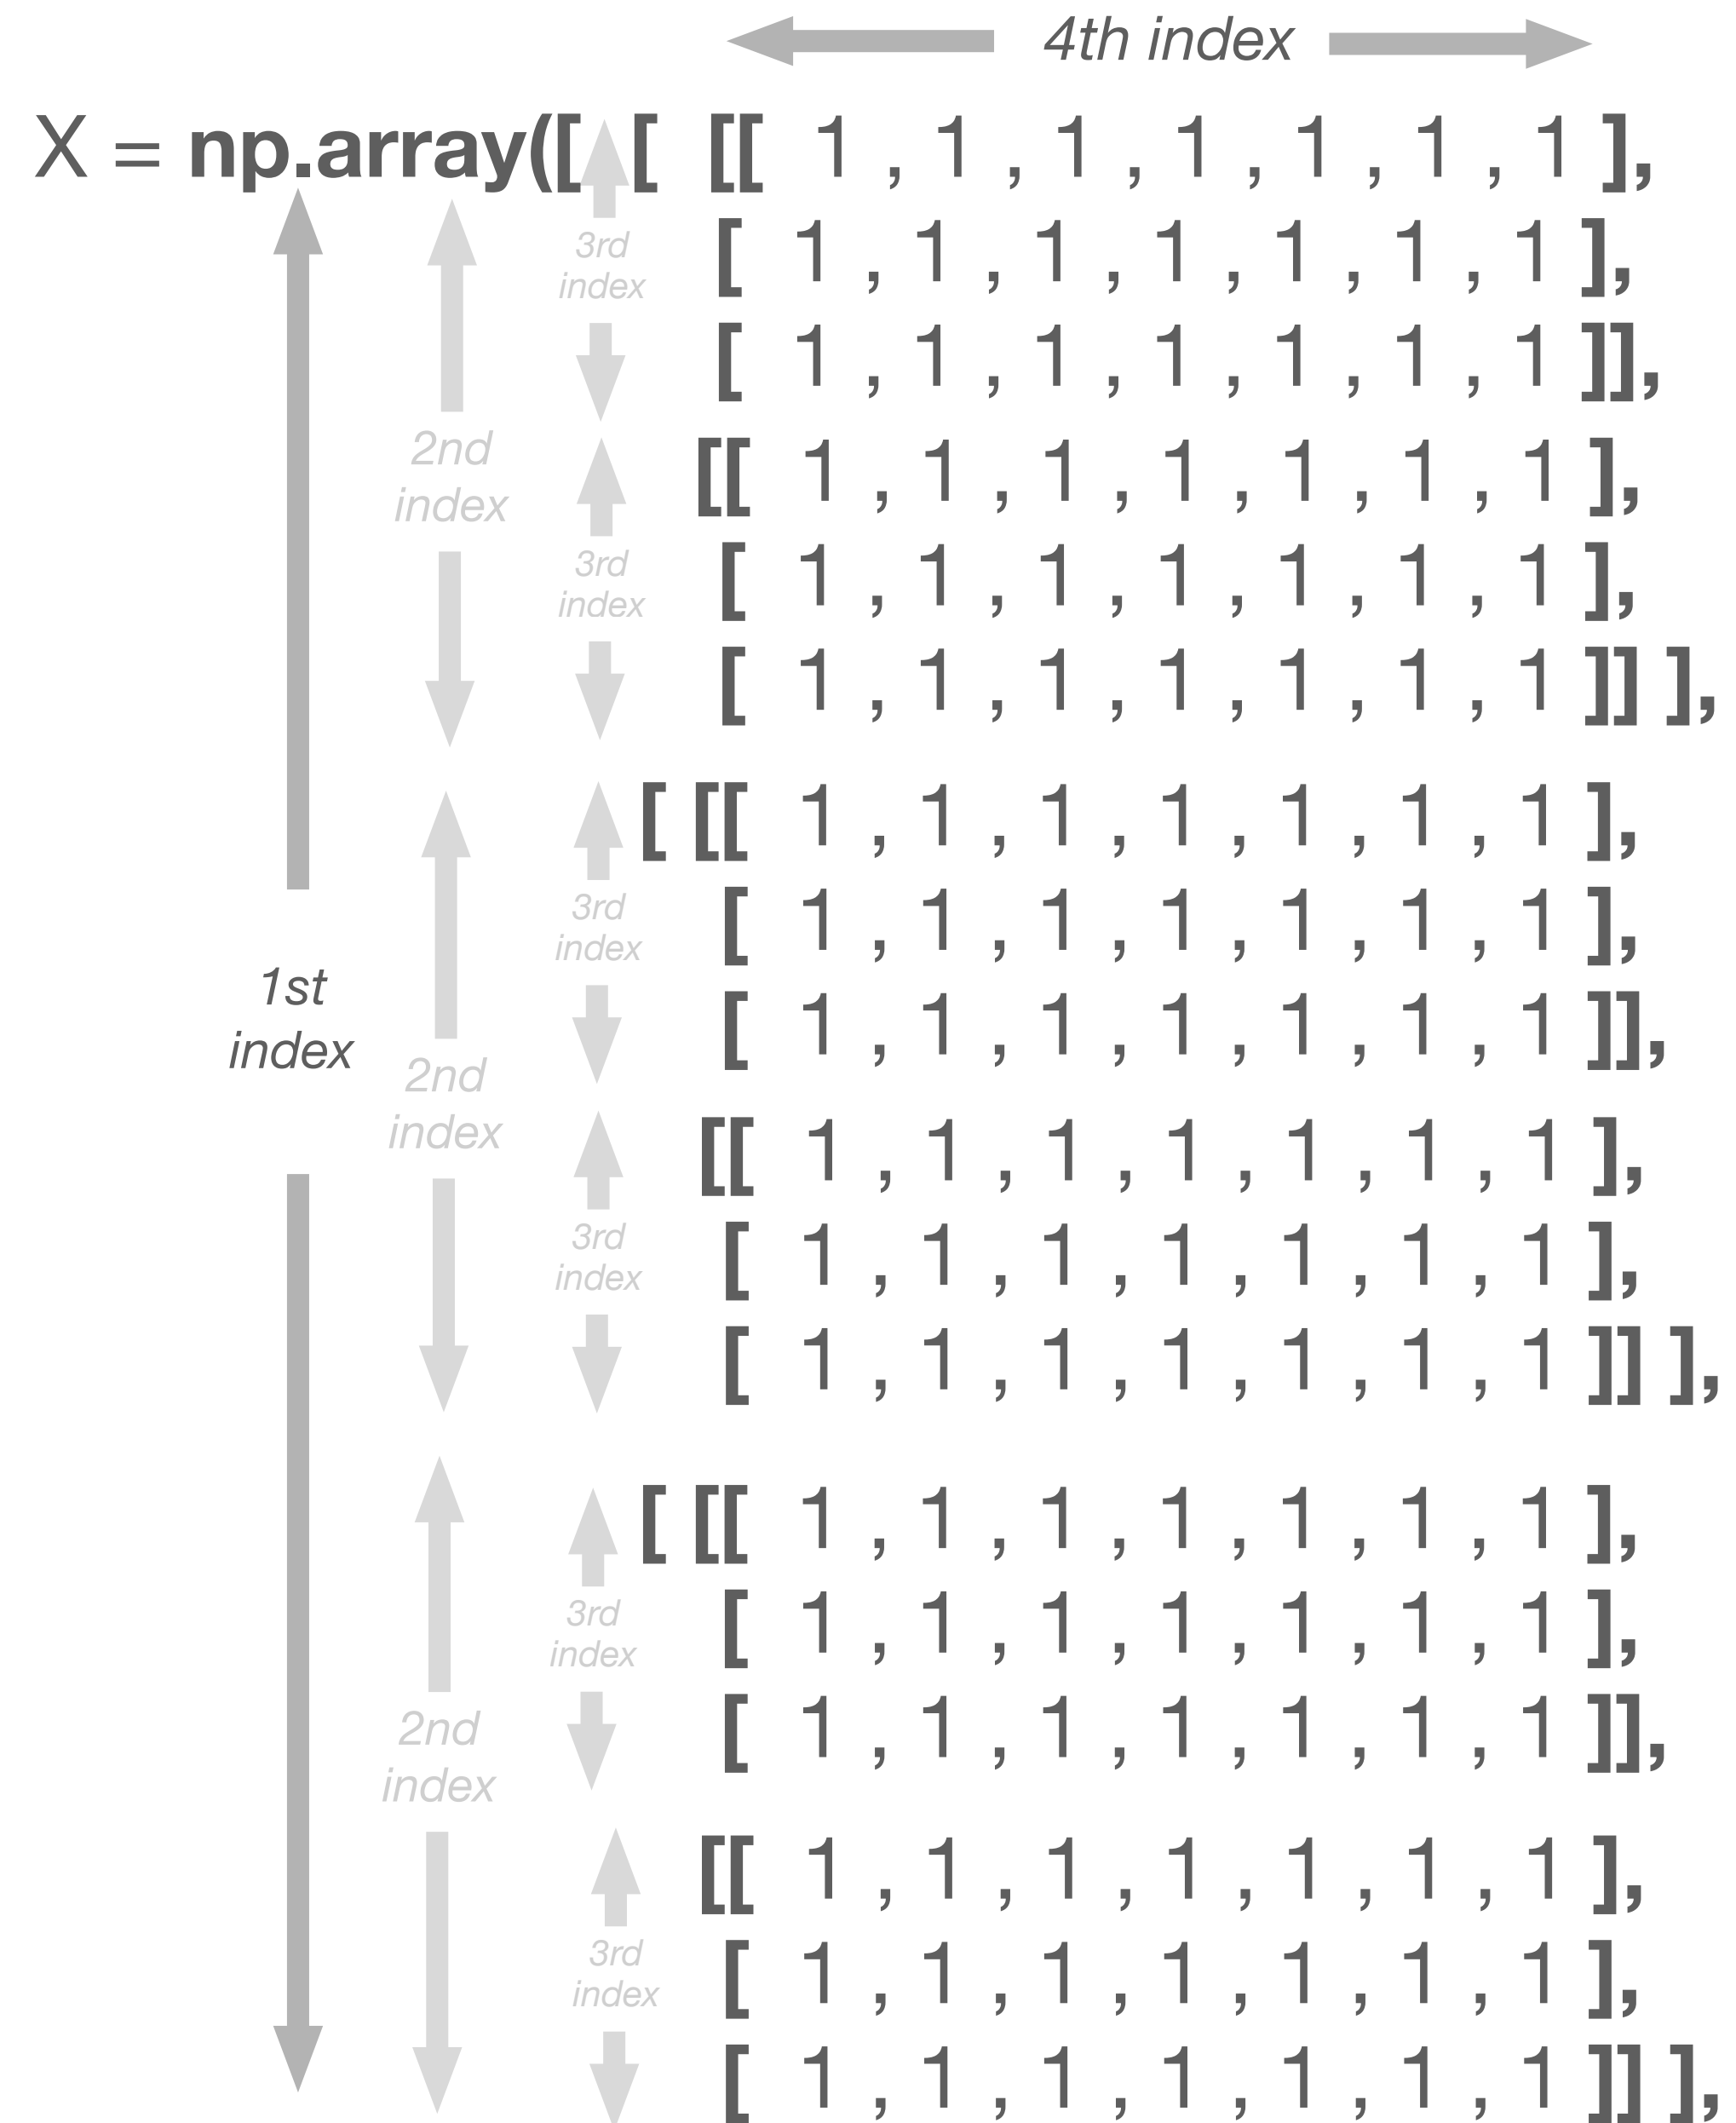 4th index
X = np.array([ [ [[ 1 , 1 , 1 , 1 , 1 , 1 , 1 ],
3rd
index
[ 1 , 1 , 1 , 1 , 1 , 1 , 1 ],
[ 1 , 1 , 1 , 1 , 1 , 1 , 1 ]],
2nd
index
[[ 1 , 1 , 1 , 1 , 1 , 1 , 1 ],
3rd
index
[ 1 , 1 , 1 , 1 , 1 , 1 , 1 ],
[ 1 , 1 , 1 , 1 , 1 , 1 , 1 ]] ],
[ [[ 1 , 1 , 1 , 1 , 1 , 1 , 1 ],
3rd
index
[ 1 , 1 , 1 , 1 , 1 , 1 , 1 ],
1st
index
[ 1 , 1 , 1 , 1 , 1 , 1 , 1 ]],
2nd
index
[[ 1 , 1 , 1 , 1 , 1 , 1 , 1 ],
3rd
index
[ 1 , 1 , 1 , 1 , 1 , 1 , 1 ],
[ 1 , 1 , 1 , 1 , 1 , 1 , 1 ]] ],
[ [[ 1 , 1 , 1 , 1 , 1 , 1 , 1 ],
3rd
index
[ 1 , 1 , 1 , 1 , 1 , 1 , 1 ],
[ 1 , 1 , 1 , 1 , 1 , 1 , 1 ]],
2nd
index
[[ 1 , 1 , 1 , 1 , 1 , 1 , 1 ],
3rd
index
[ 1 , 1 , 1 , 1 , 1 , 1 , 1 ],
[ 1 , 1 , 1 , 1 , 1 , 1 , 1 ]] ],